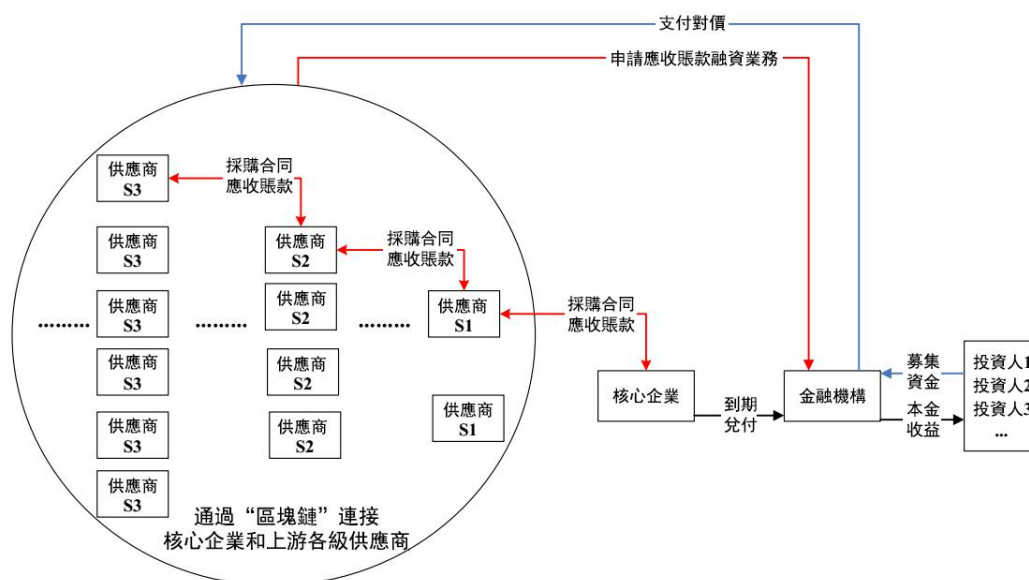 支付對價
申請應收賬款融資業務
供應商
S3
採購合同
應收賬款
供應商
S3
供應商
S2
採購合同
應收賬款
………
供應商
S3
………
供應商
S2
………
供應商
S1
採購合同
應收賬款
供應商
S3
供應商
S2
核心企業
到期
兌付
金融機構
募集
資金
本金
收益
投資人1
投資人2
投資人3
...
供應商
S3
供應商
S2
供應商
S1
供應商
S3
通過“區塊鏈”連接
核心企業和上游各級供應商